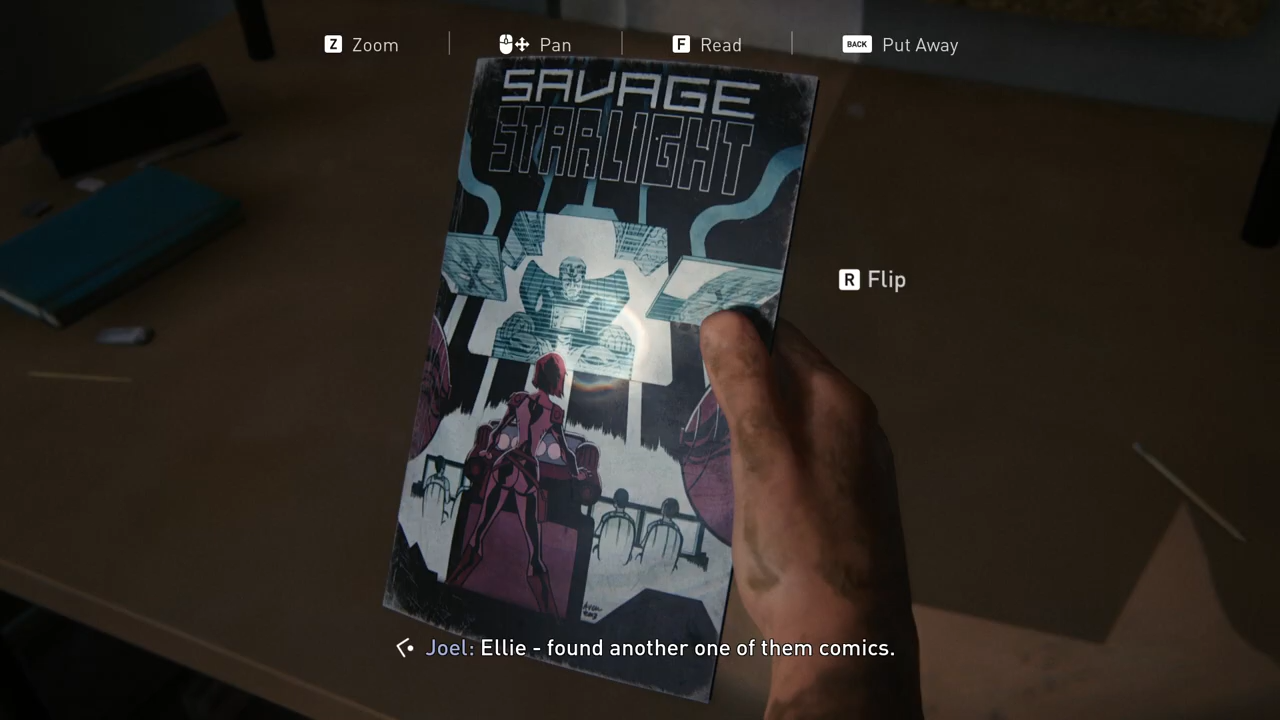 Z Zoom
Pan
F Read
BACK Put Away
SAVAGE
STARLIGHT
R Flip
Joel: Ellie - found another one of them comics.